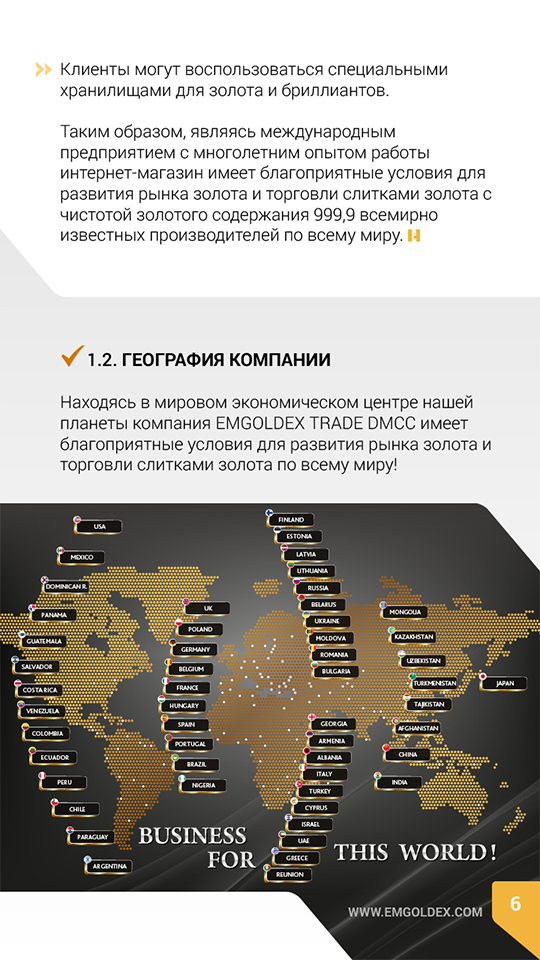 Клиенты могут воспользоваться специальными
хранилищами для золота и бриллиантов.
Таким образом, являясь международным
предприятием с многолетним опытом работы
интернет-магазин имеет благоприятные условия для
развития рынка золота и торговли слитками золота с
чистотой золотого содержания 999,9 всемирно
известных производителей по всему миру.
1.2. ГЕОГРАФИЯ КОМПАНИИ
Находясь в мировом экономическом центре нашей
планеты компания EMGOLDEX TRADE DMCC имеет
благоприятные условия для развития рынка золота и
торговли слитками золота по всему миру!
USA
MEXICO
DOMINICAN R.
PANAMA
GUATEMALA
SALVADOR
COSTA RICA
VENEZUELA
COLOMBIA
ECUADOR
PERU
CHILE
PARAGUAY
ARGENTINA
UK
POLAND
GERMANY
BELGIUM
FRANCE
HUNGARY
SPAIN
PORTUGAL
BRAZIL
NIGERIA
FINLAND
ESTONIA
LATVIA
LITHUANIA
RUSSIA
BELARUS
UKRAINE
MOLDOVA
ROMANIA
BULGARIA
GEORGIA
ARMENIA
ALBANIA
ITALY
TURKEY
CYPRUS
ISRAEL
UAE
GREECE
REUNION
MONGOLIA
KAZAKHSTAN
UZBEKISTAN
TURKMENISTAN
TAJIKISTAN
AFGHANISTAN
CHINA
INDIA
JAPAN
BUSINESS
FOR
THIS WORLD!
WWW.EMGOLDEX.COM
6